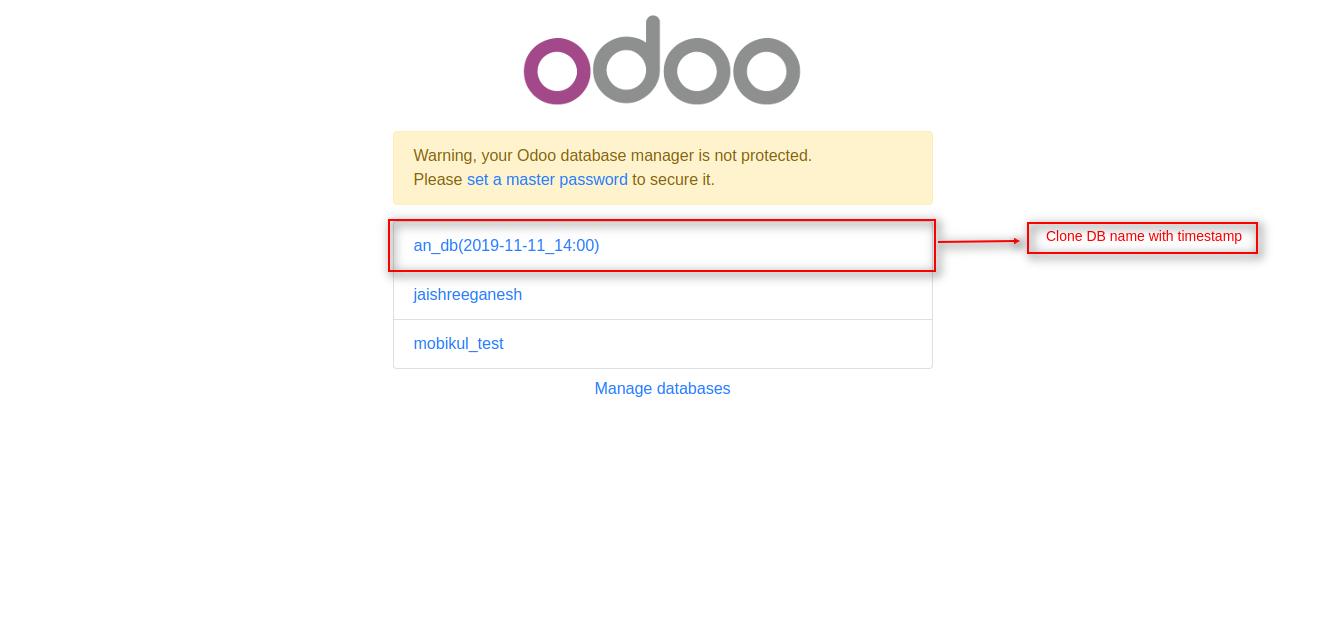 odoo
Warning, your Odoo database manager is not protected.
Please set a master password to secure it.
an_db(2019-11-11_14:00)
Clone DB name with timestamp
jaishreeganesh
mobikul_test
Manage databases